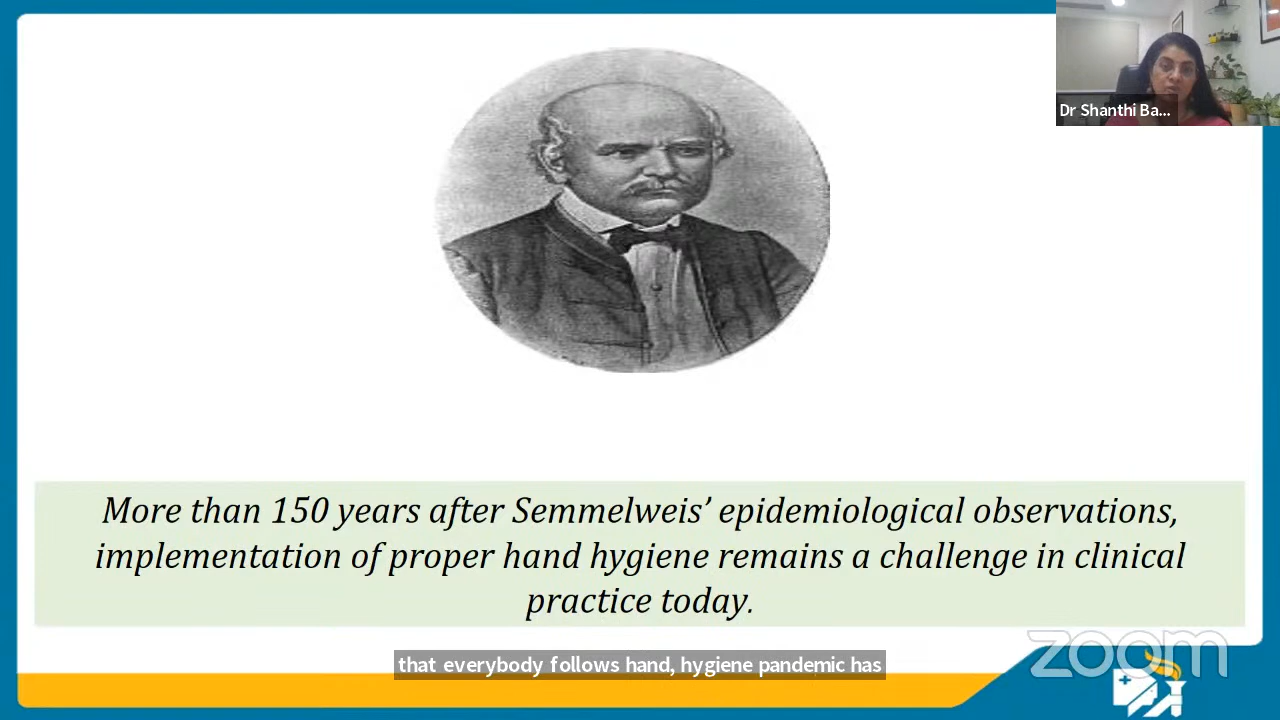 Dr Shanthi Ba...
More than 150 years after Semmelweis’ epidemiological observations,
implementation of proper hand hygiene remains a challenge in clinical
practice today.
that everybody follows hand, hygiene pandemic has
zoom